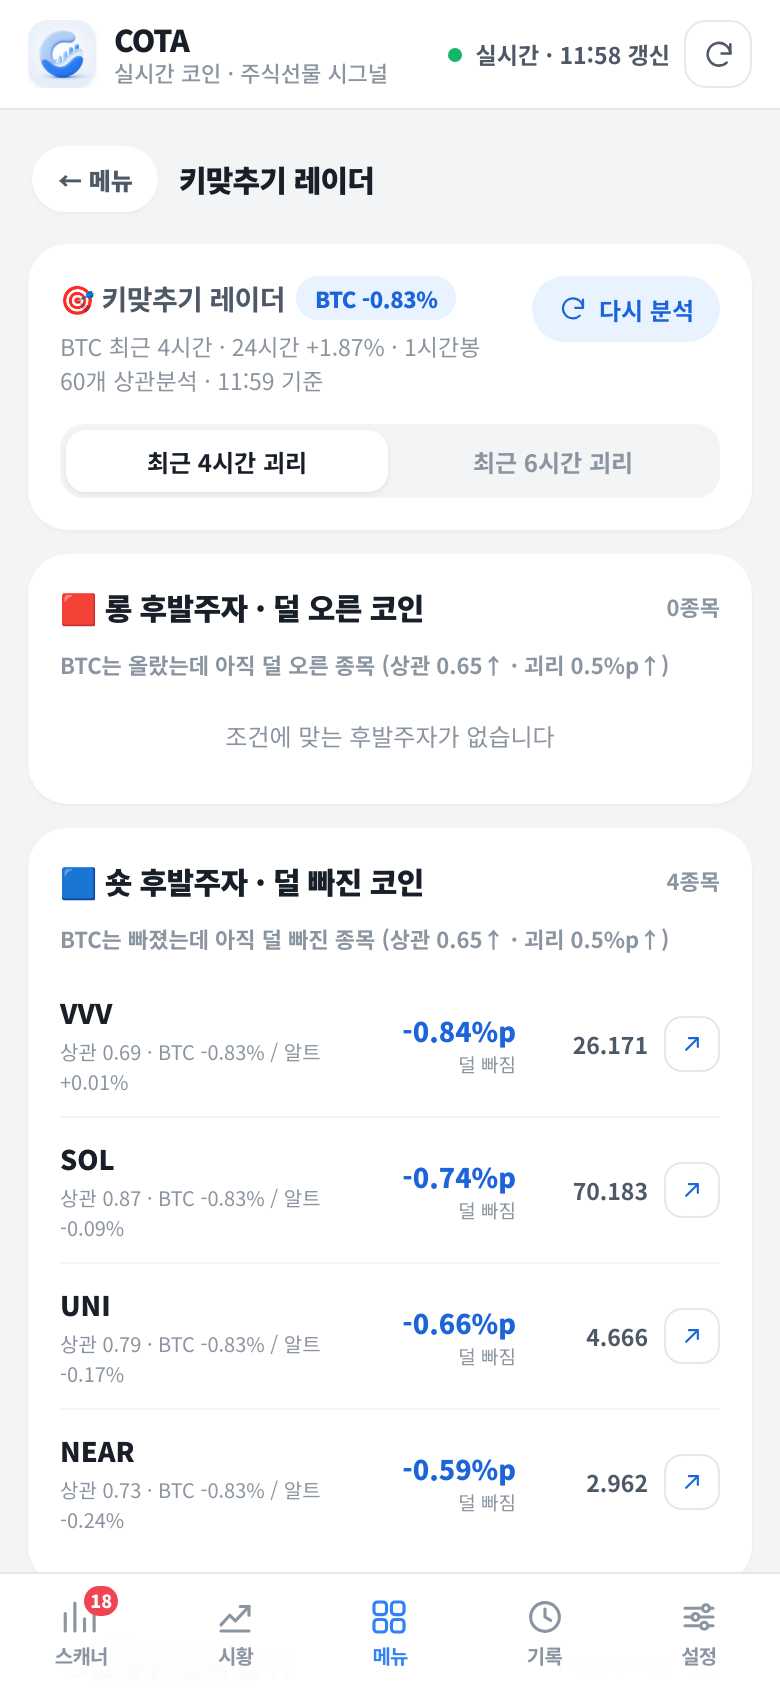 COTA
실시간 코인 · 주식선물 시그널
실시간 · 11:58 갱신
← 메뉴
키맞추기 레이더
키맞추기 레이더
BTC -0.83%
다시 분석
BTC 최근 4시간 · 24시간 +1.87% · 1시간봉
60개 상관분석 · 11:59 기준
최근 4시간 괴리
최근 6시간 괴리
롱 후발주자 · 덜 오른 코인
0종목
BTC는 올랐는데 아직 덜 오른 종목 (상관 0.65↑ · 괴리 0.5%p↑)
조건에 맞는 후발주자가 없습니다
숏 후발주자 · 덜 빠진 코인
4종목
BTC는 빠졌는데 아직 덜 빠진 종목 (상관 0.65↑ · 괴리 0.5%p↑)
VVV
상관 0.69 · BTC -0.83% / 알트
+0.01%
-0.84%p
덜 빠짐
26.171
SOL
상관 0.87 · BTC -0.83% / 알트
-0.09%
-0.74%p
덜 빠짐
70.183
UNI
상관 0.79 · BTC -0.83% / 알트
-0.17%
-0.66%p
덜 빠짐
4.666
NEAR
상관 0.73 · BTC -0.83% / 알트
-0.24%
-0.59%p
덜 빠짐
2.962
18
스캐너
시황
메뉴
기록
설정